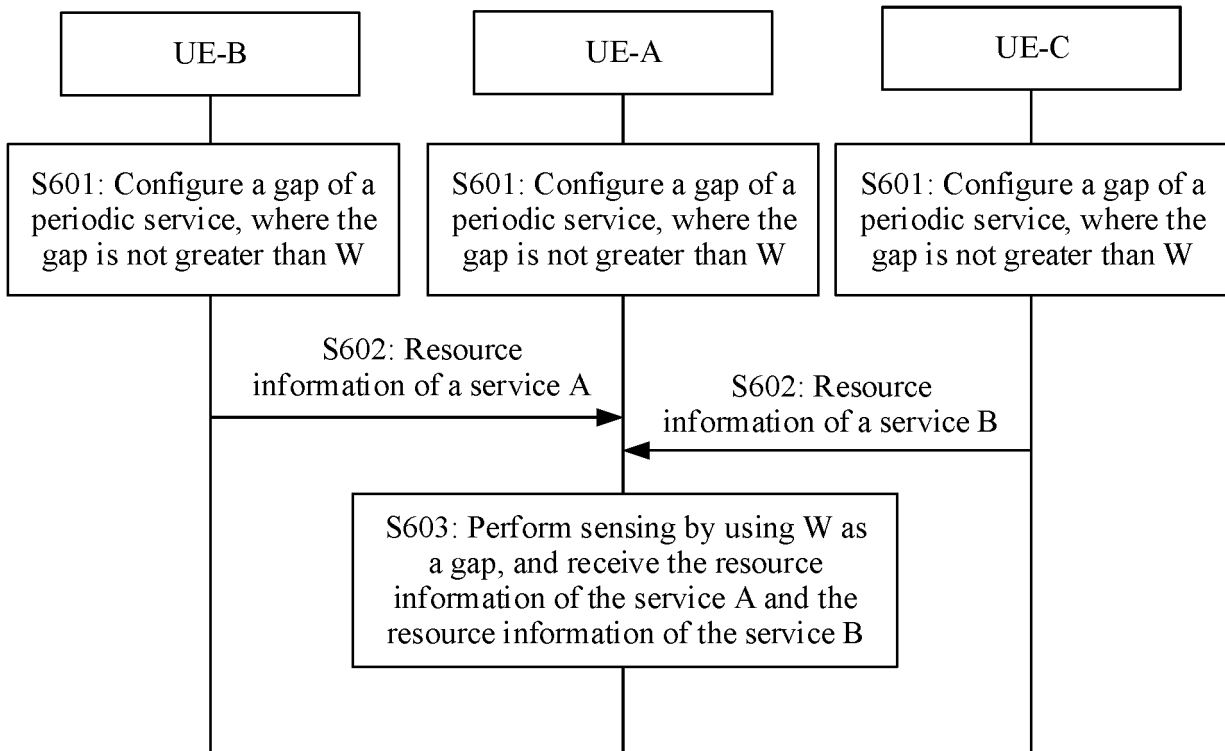 UE-B
UE-A
UE-C
S601: Configure a gap of a
periodic service, where the
gap is not greater than W
S601: Configure a gap of a
periodic service, where the
gap is not greater than W
S601: Configure a gap of a
periodic service, where the
gap is not greater than W
S602: Resource
information of a service A
S602: Resource
information of a service B
S603: Perform sensing by using W as
a gap, and receive the resource
information of the service A and the
resource information of the service B